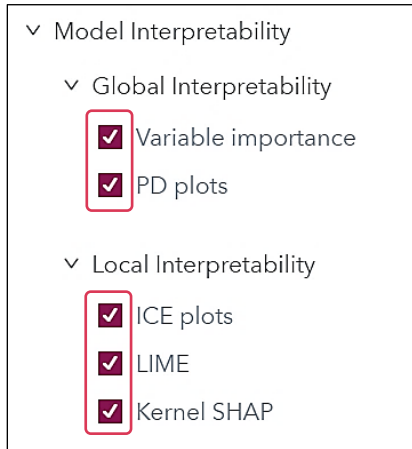 Model Interpretability
Global Interpretability
Variable importance
PD plots
Local Interpretability
ICE plots
LIME
Kernel SHAP